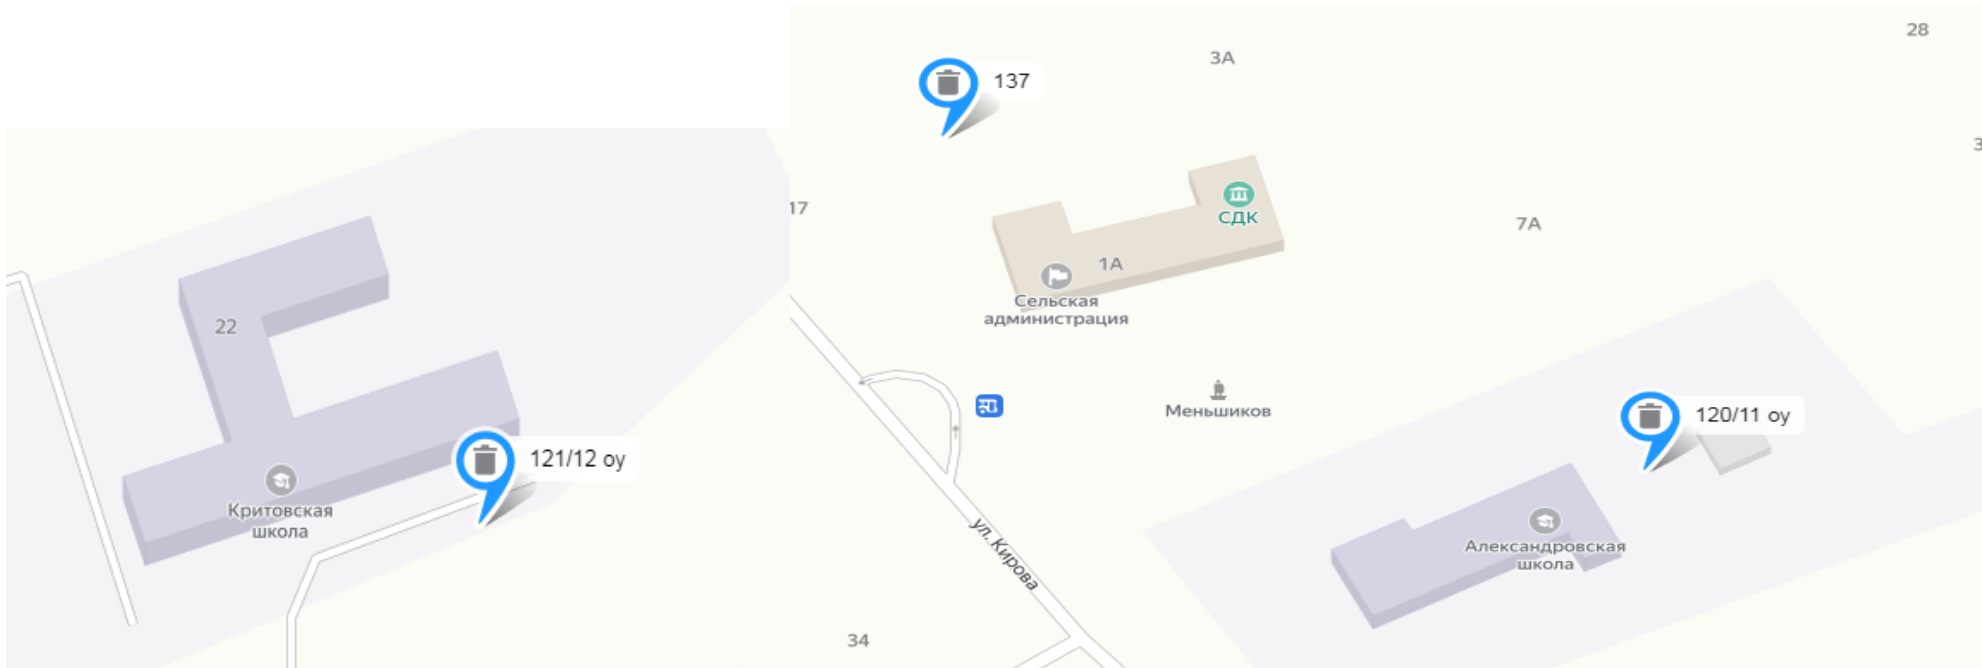 28
3А
137
3
17
СДК
7А
1А
Сельская
администрация
22
Меньшиков
120/11 оу
121/12 оу
Критовская
школа
ул. Кирова
Александровская
школа
34